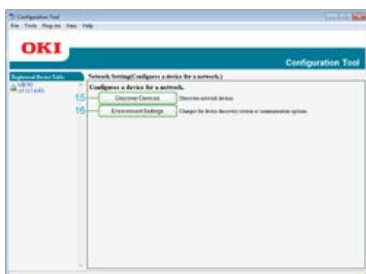 Configuration Tool
File Tools Plug-ins View Help
OKI
Configuration Tool
Registered Device Table
Network Setting(Configures a device for a network.)
Configures a device for a network.
15 Discover Devices Discovers network devices.
16 Environment Settings Changes the device discovery criteria or communication options.